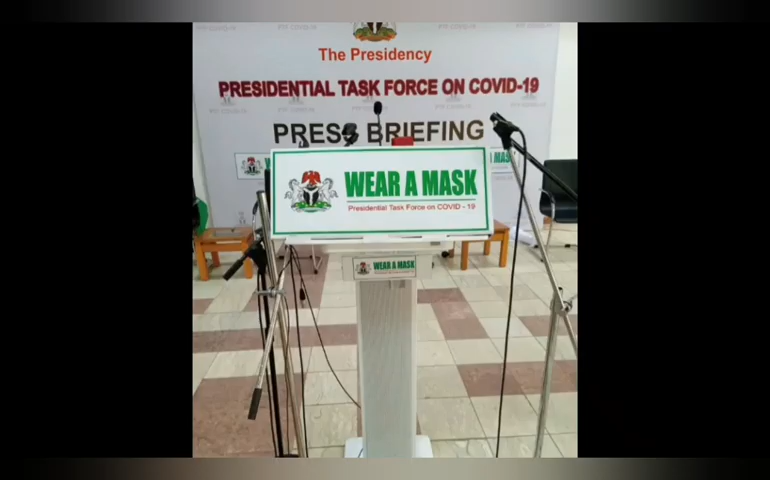 The Presidency
PRESIDENTIAL TASK FORCE ON COVID-19
PRESS BRIEFING
WEAR A MASK
Presidential Task Force on COVID - 19
WEAR A MASK